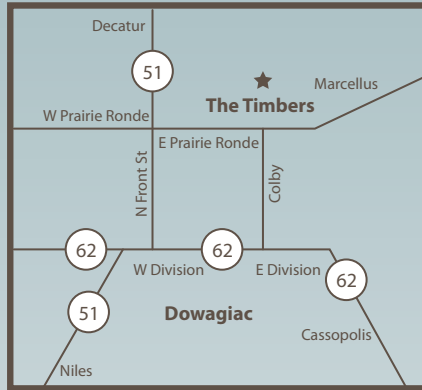 Decatur
51
Marcellus
The Timbers
W Prairie Ronde
E Prairie Ronde
N Front St
Colby
62
62
W Division
E Division
62
51
Dowagiac
Cassopolis
Niles